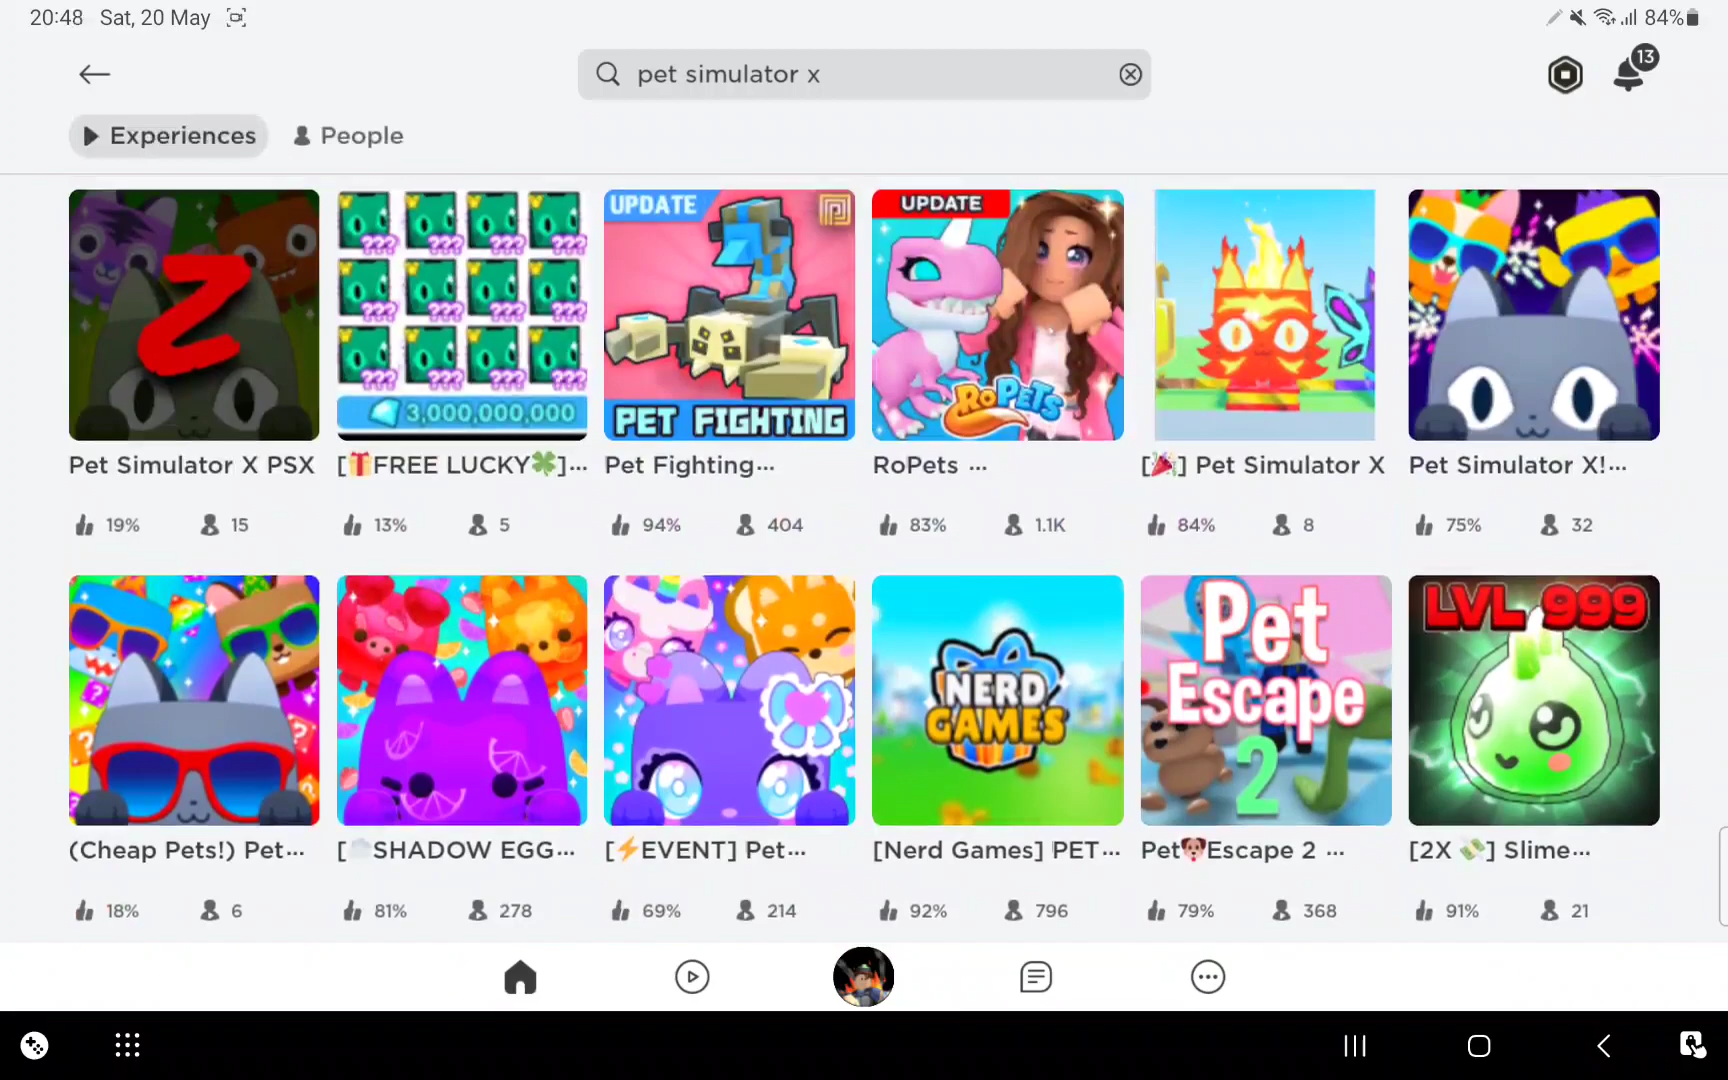 20:48 Sat, 20 May
84%
pet simulator x
13
Experiences People
UPDATE
UPDATE
Z
??? ??? ??? ???
??? ??? ??? ???
??? ??? ??? ???
3,000,000,000
PET FIGHTING
ROPETS
Pet Simulator X PSX
[🎁FREE LUCKY🍀]...
Pet Fighting...
RoPets ...
[🎉] Pet Simulator X
Pet Simulator X!...
19% 15
13% 5
94% 404
83% 1.1K
84% 8
75% 32
NERD
GAMES
Pet
Escape
2
LVL 999
(Cheap Pets!) Pet...
[☁️SHADOW EGG...
[⚡EVENT] Pet...
[Nerd Games] PET...
Pet🐶Escape 2 ...
[2X 💸] Slime...
18% 6
81% 278
69% 214
92% 796
79% 368
91% 21